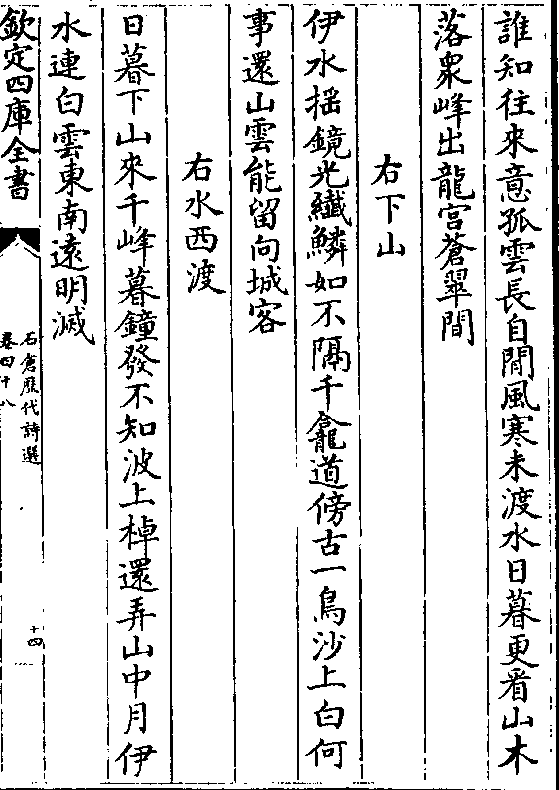 誰知徃來意孤雲長自閒風寒未渡水日暮更看山木
落衆峰出龍宮蒼翠間
右下山
伊水揺鏡光纎鱗如不隔千龕道傍古一鳥沙上白何
事還山雲能留向城客
右水西渡
日暮下山來千峰暮鐘發不知波上棹還弄山中月伊
水連白雲東南遠明滅
欽定四庫全書
石倉歴代詩選
卷四十八
十四